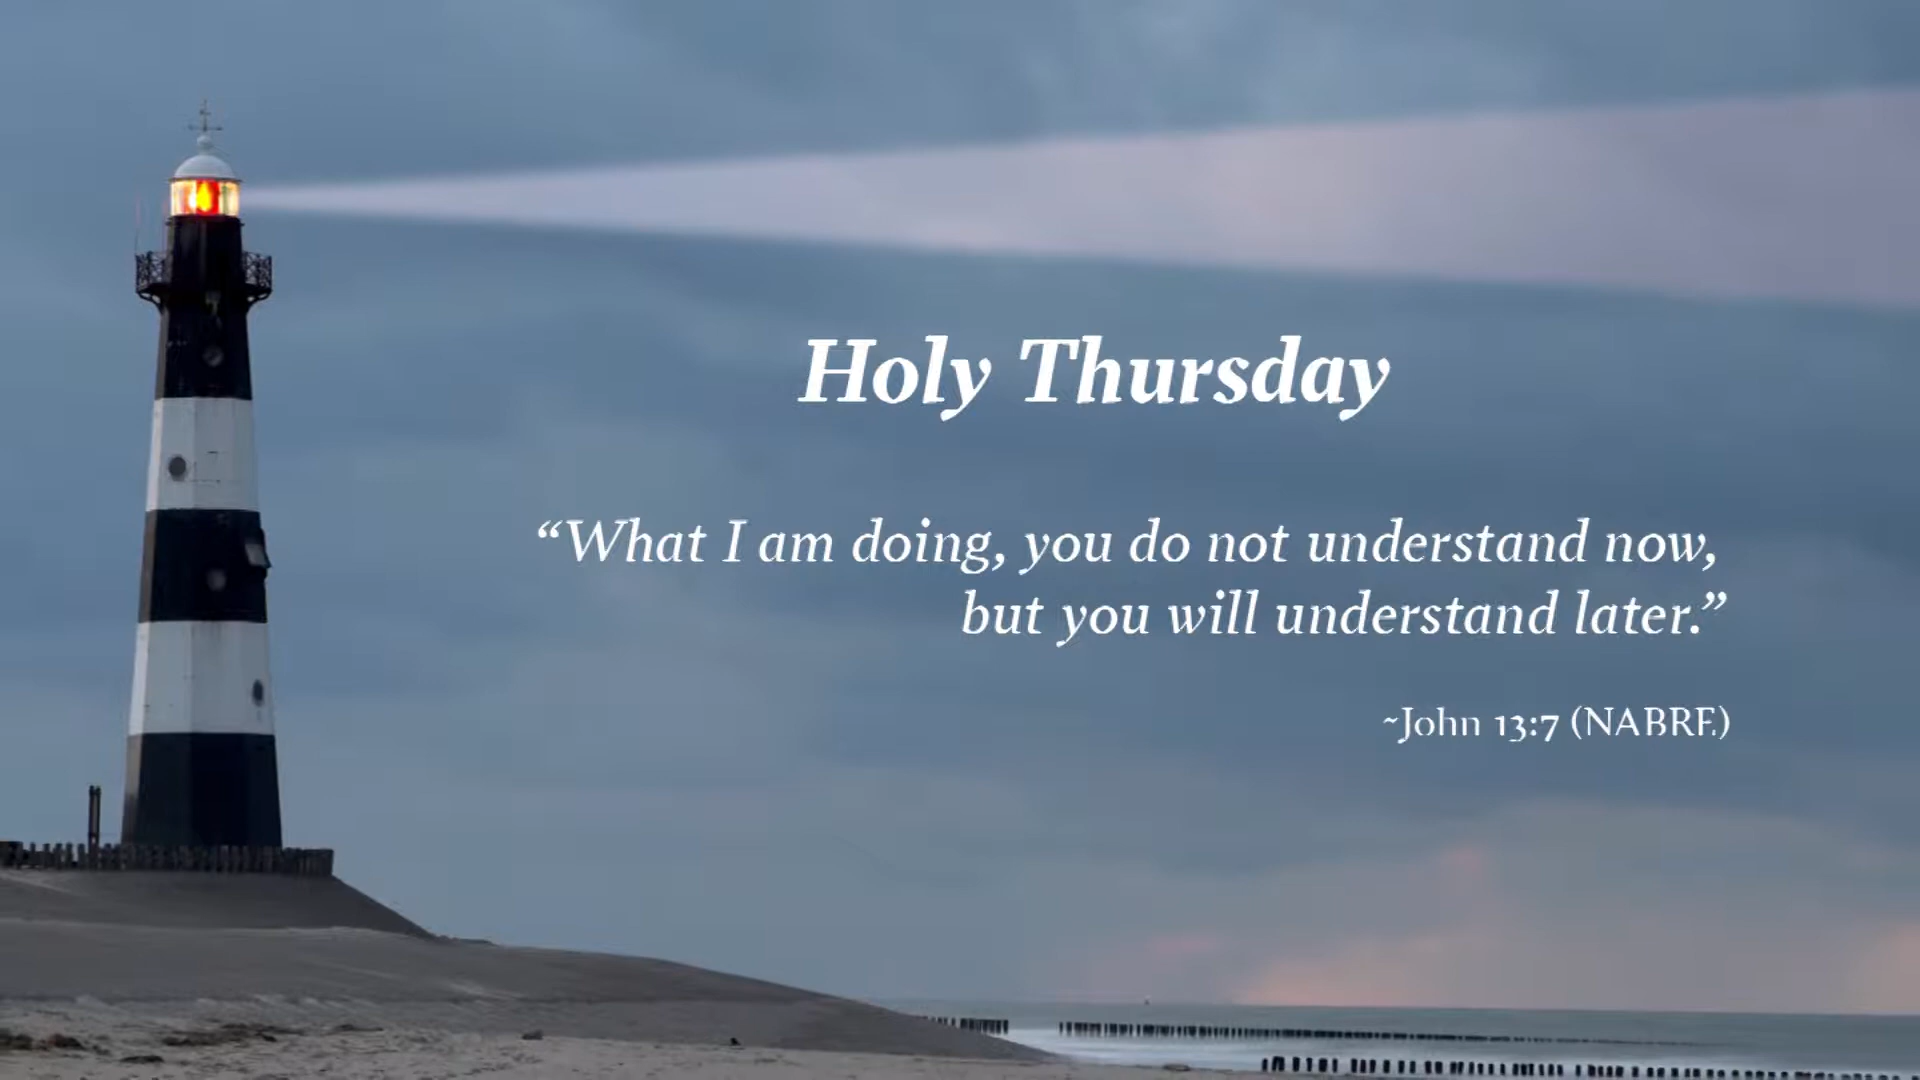 Holy Thursday
“What I am doing, you do not understand now,
but you will understand later.”
~John 13:7 (NABRE)